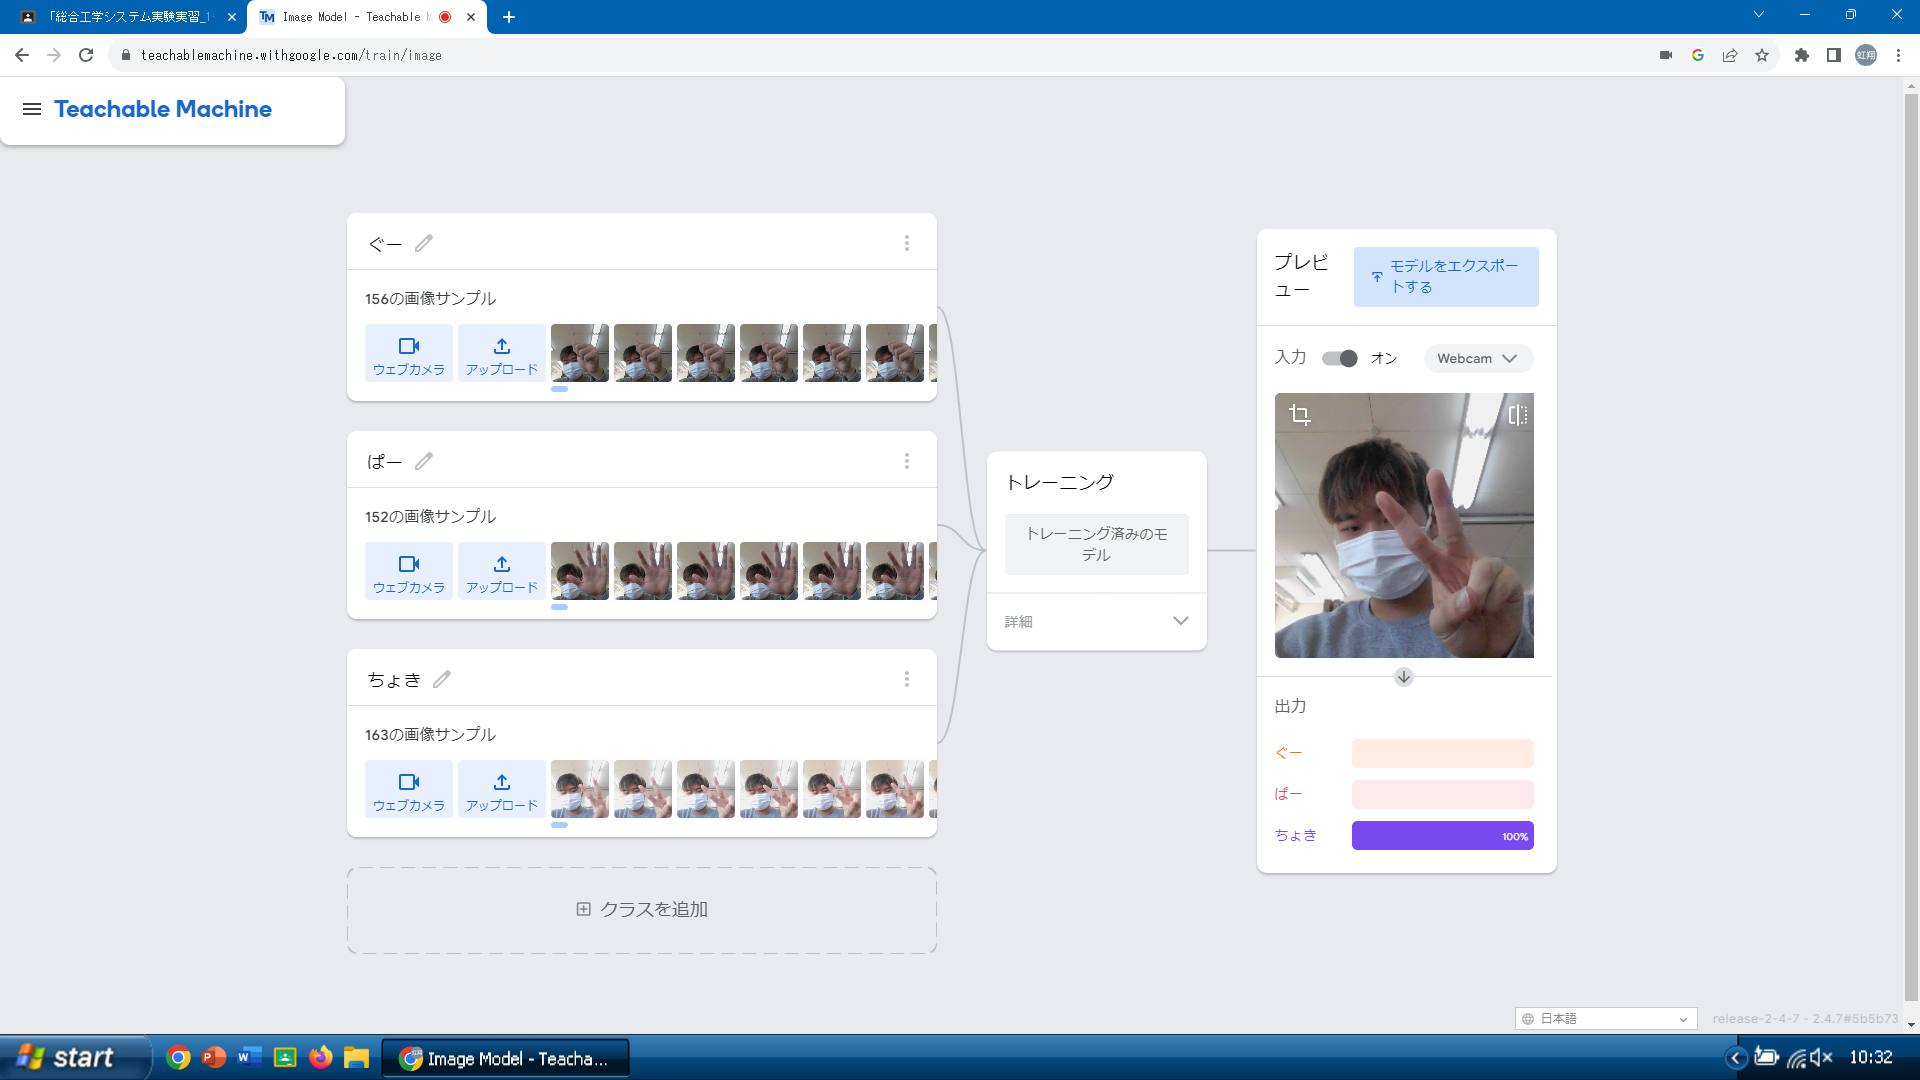 「総合工学システム実験実習_1
Image Model - Teachable M
teachablemachine.withgoogle.com/train/image
虹翔
Teachable Machine
ぐー
156の画像サンプル
ウェブカメラ
アップロード
ぱー
152の画像サンプル
ウェブカメラ
アップロード
ちょき
163の画像サンプル
ウェブカメラ
アップロード
クラスを追加
トレーニング
トレーニング済みのモ
デル
詳細
プレビ
ュー
モデルをエクスポー
トする
入力
オン
Webcam
出力
ぐー
ぱー
ちょき
100%
日本語
release-2-4-7 - 2.4.7#5b5b73
start
Image Model - Teacha...
10:32